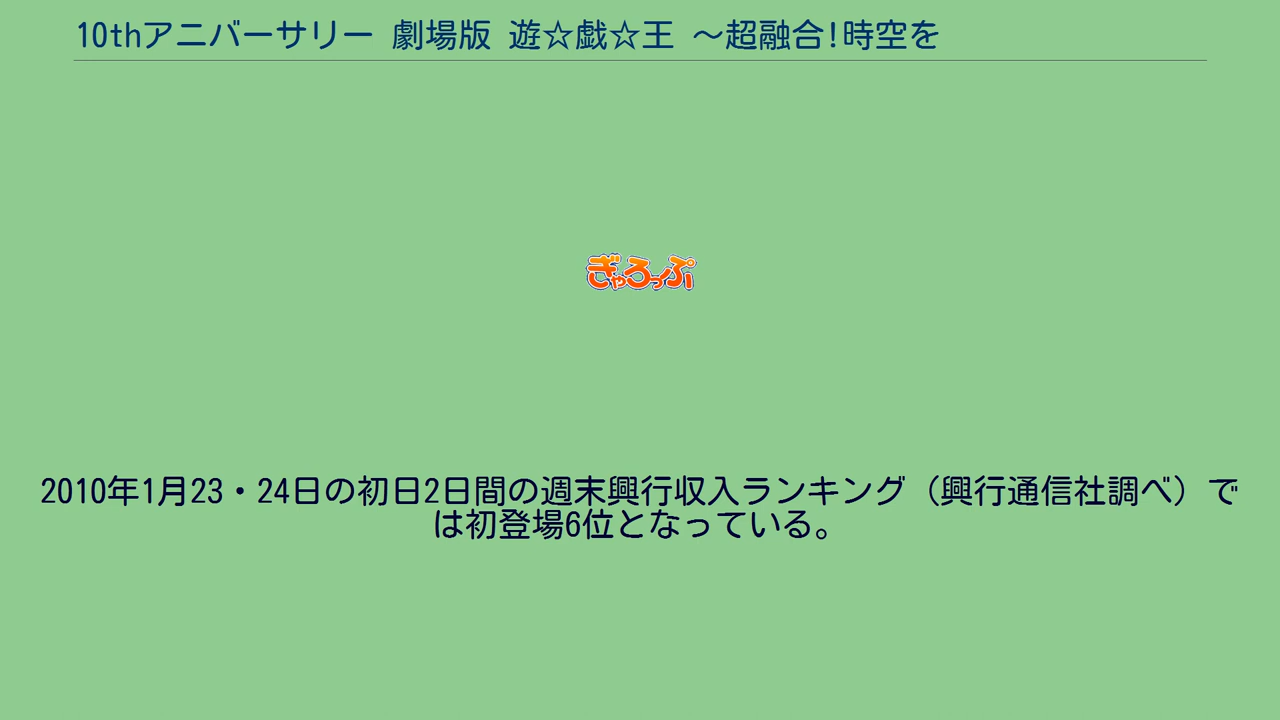 10thアニバーサリー 劇場版 遊☆戯☆王 〜超融合!時空を
ぎゃろっぷ
2010年1月23・24日の初日2日間の週末興行収入ランキング（興行通信社調べ）で
は初登場6位となっている。